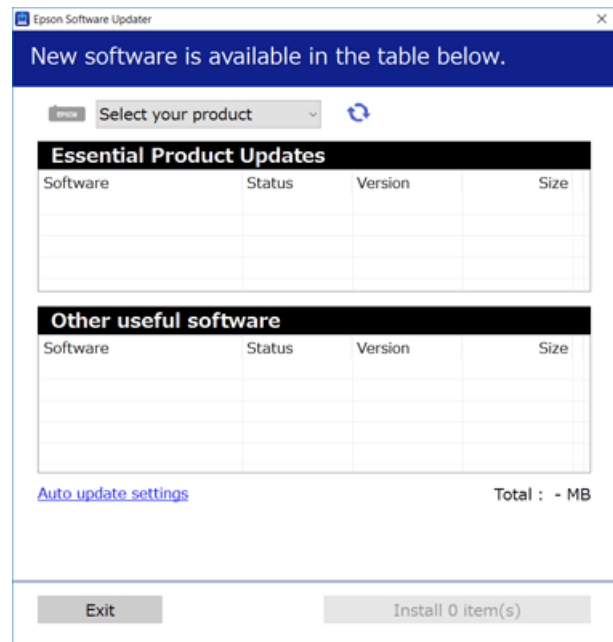 Epson Software Updater
New software is available in the table below.
EPSON Select your product
Essential Product Updates
Software Status Version Size
Other useful software
Software Status Version Size
Auto update settings Total : - MB
Exit Install 0 item(s)